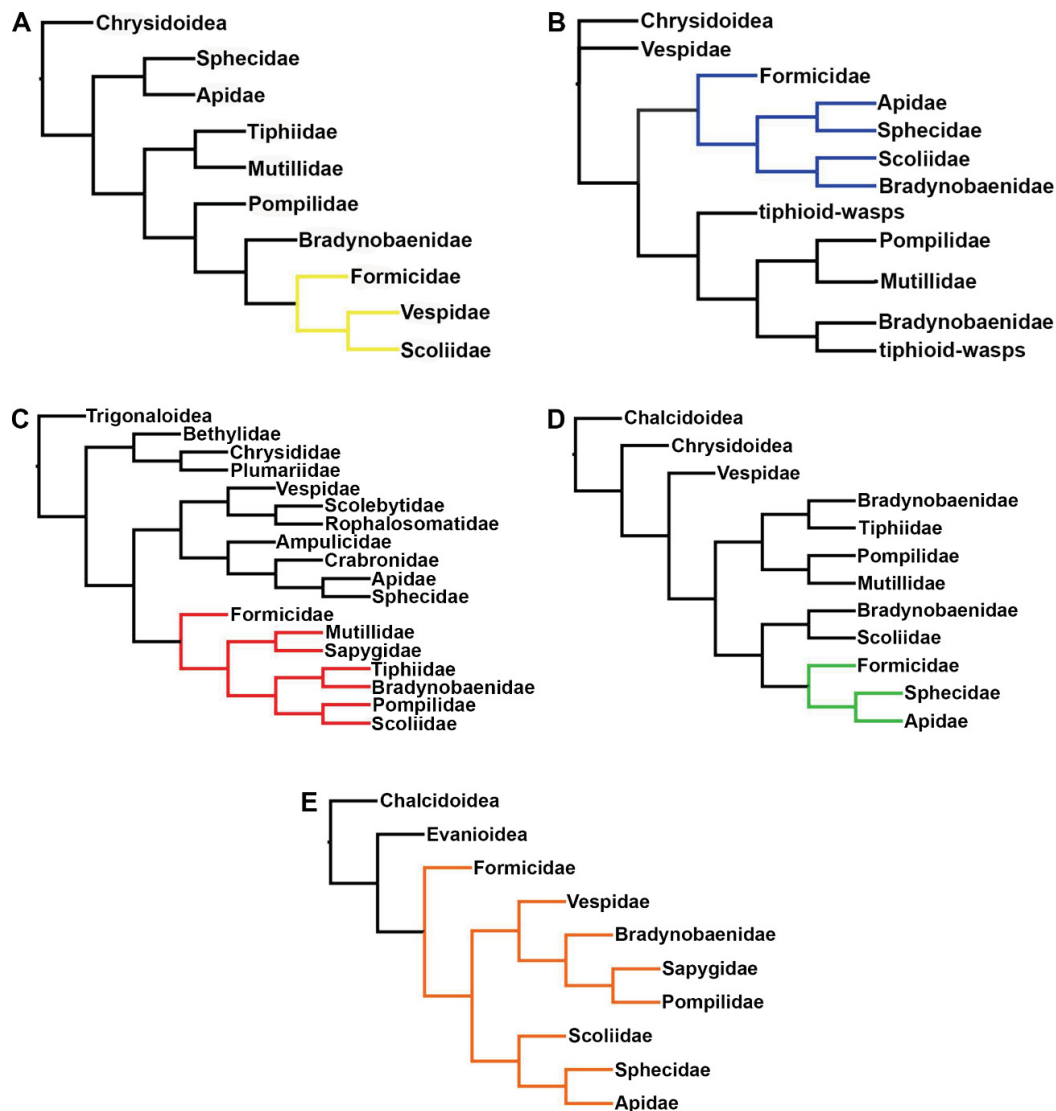 A
Chrysidoidea
Sphecidae
Apidae
Tiphiidae
Mutillidae
Pompilidae
Bradynobaenidae
Formicidae
Vespidae
Scoliidae
B
Chrysidoidea
Vespidae
Formicidae
Apidae
Sphecidae
Scoliidae
Bradynobaenidae
tiphioid-wasps
Pompilidae
Mutillidae
Bradynobaenidae
tiphioid-wasps
C
Trigonaloidea
Bethylidae
Chrysididae
Plumariidae
Vespidae
Scolebytidae
Rophalosomatidae
Ampulicidae
Crabronidae
Apidae
Sphecidae
Formicidae
Mutillidae
Sapygidae
Tiphiidae
Bradynobaenidae
Pompilidae
Scoliidae
D
Chalcidoidea
Chrysidoidea
Vespidae
Bradynobaenidae
Tiphiidae
Pompilidae
Mutillidae
Bradynobaenidae
Scoliidae
Formicidae
Sphecidae
Apidae
E
Chalcidoidea
Evanioidea
Formicidae
Vespidae
Bradynobaenidae
Sapygidae
Pompilidae
Scoliidae
Sphecidae
Apidae